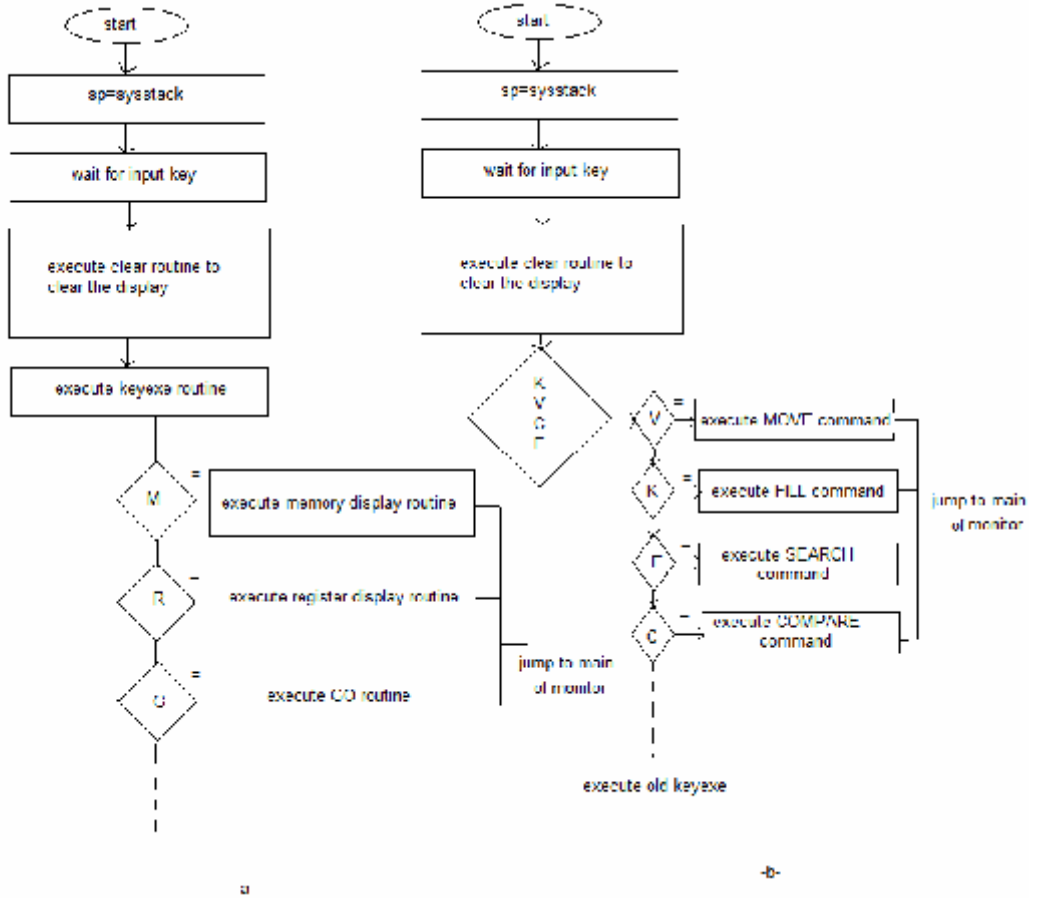 start
sp=sysstack
wait for input key
execute clear routine to
clear the display
execute keyexe routine
M
=
execute memory display routine
R
execute register display routine
=
execute GO routine
jump to main
of monitor
a
start
sp=sysstack
wait for input key
execute clear routine to
clear the display
K
V
C
F
V
=
execute MOVE command
K
=
execute FILL command
F
execute SEARCH
command
C
execute COMPARE
command
jump to main
of monitor
execute old keyexe
-b-